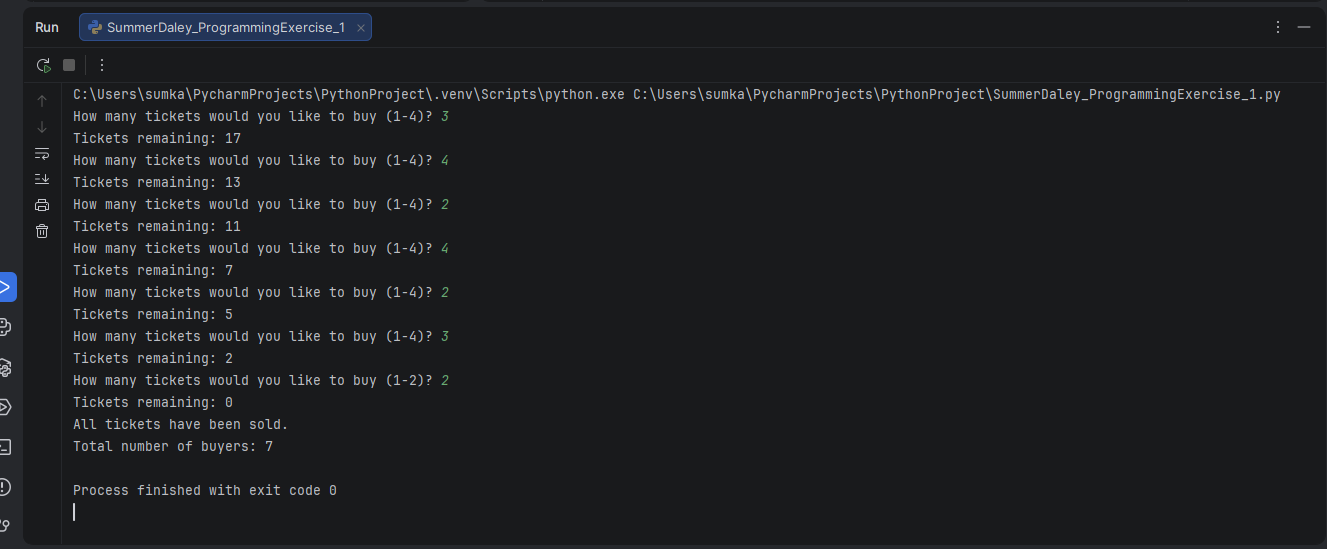 Run SummerDaley_ProgrammingExercise_1
C:\Users\sumka\PycharmProjects\PythonProject\.venv\Scripts\python.exe C:\Users\sumka\PycharmProjects\PythonProject\SummerDaley_ProgrammingExercise_1.py
How many tickets would you like to buy (1-4)? 3
Tickets remaining: 17
How many tickets would you like to buy (1-4)? 4
Tickets remaining: 13
How many tickets would you like to buy (1-4)? 2
Tickets remaining: 11
How many tickets would you like to buy (1-4)? 4
Tickets remaining: 7
How many tickets would you like to buy (1-4)? 2
Tickets remaining: 5
How many tickets would you like to buy (1-4)? 3
Tickets remaining: 2
How many tickets would you like to buy (1-2)? 2
Tickets remaining: 0
All tickets have been sold.
Total number of buyers: 7
Process finished with exit code 0